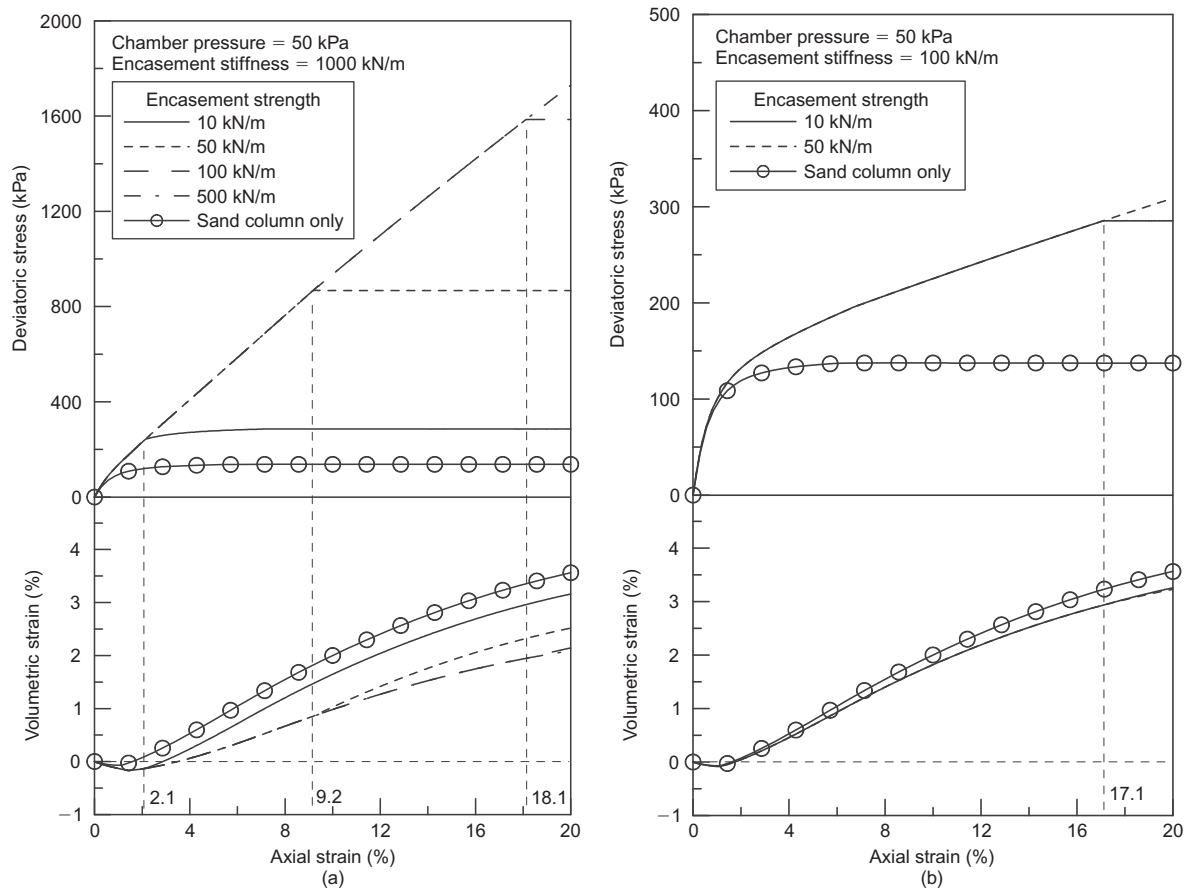 2000
1600
1200
800
400
0
Deviatoric stress (kPa)
Chamber pressure = 50 kPa
Encasement stiffness = 1000 kN/m
Encasement strength
10 kN/m
50 kN/m
100 kN/m
500 kN/m
Sand column only
4
3
2
1
0
−1
Volumetric strain (%)
2.1
9.2
18.1
0
4
8
12
16
20
Axial strain (%)
(a)
500
400
300
200
100
0
Deviatoric stress (kPa)
Chamber pressure = 50 kPa
Encasement stiffness = 100 kN/m
Encasement strength
10 kN/m
50 kN/m
Sand column only
4
3
2
1
0
−1
Volumetric strain (%)
17.1
0
4
8
12
16
20
Axial strain (%)
(b)